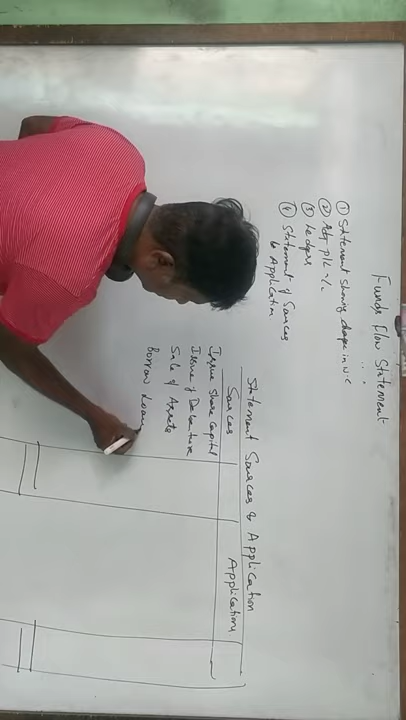 Funds Flow Statement
① Statement showing change in W C
② Adj P/L A/c
③ Ledgers
④ Statement of Sources
& Application
Statement Sources & Application
Sources
Application
Issue share capital
Issue of Debenture
Sale of Assets
Borrow Loan